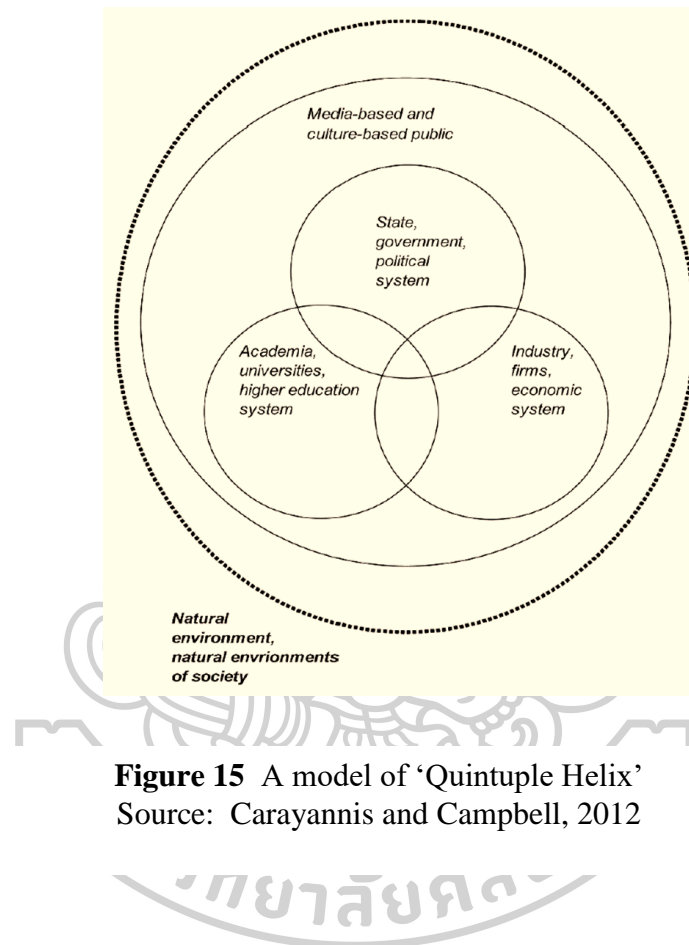 Media-based and
culture-based public
State,
government,
political
system
Academia,
universities,
higher education
system
Industry,
firms,
economic
system
Natural
environment,
natural envrionments
of society
Figure 15 A model of ‘Quintuple Helix’
Source: Carayannis and Campbell, 2012